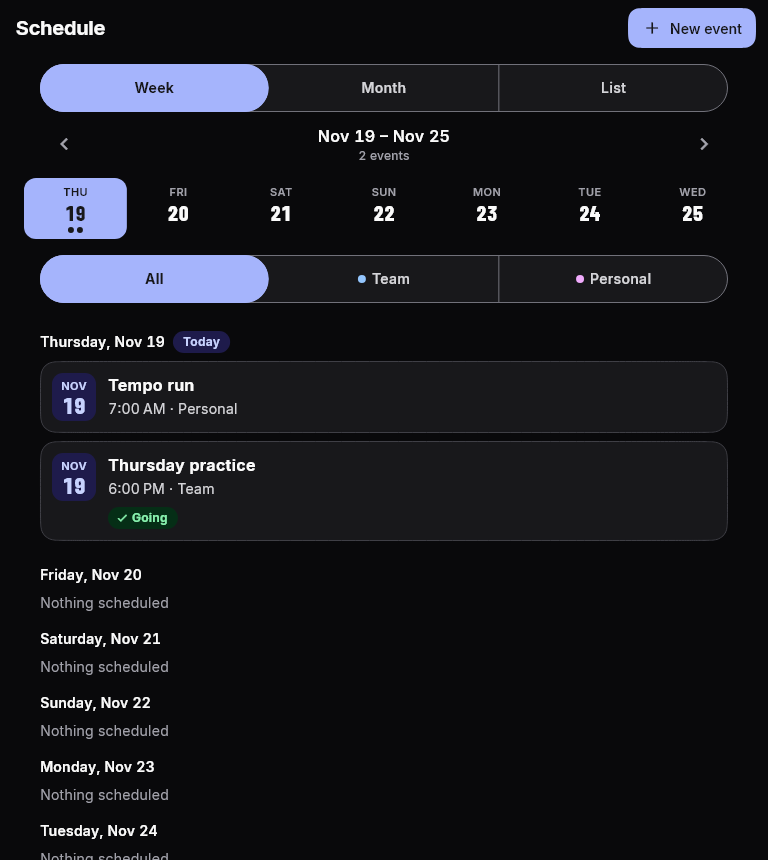 Schedule
New event
Week
Month
List
Nov 19 – Nov 25
2 events
THU
FRI
SAT
SUN
MON
TUE
WED
19
20
21
22
23
24
25
All
Team
Personal
Thursday, Nov 19
Today
NOV
19
Tempo run
7:00 AM · Personal
NOV
19
Thursday practice
6:00 PM · Team
Going
Friday, Nov 20
Nothing scheduled
Saturday, Nov 21
Nothing scheduled
Sunday, Nov 22
Nothing scheduled
Monday, Nov 23
Nothing scheduled
Tuesday, Nov 24
Nothing scheduled